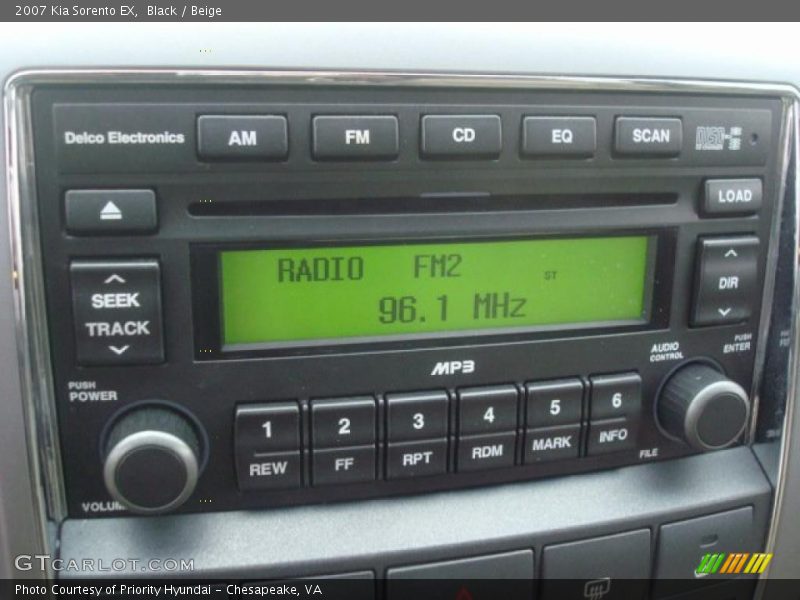 2007 Kia Sorento EX,  Black / Beige
Delco Electronics
AM
FM
CD
EQ
SCAN
DISC
LOAD
SEEK
TRACK
RADIO FM2 ST
96.1 MHz
DIR
MP3
AUDIO CONTROL
PUSH ENTER
PUSH POWER
1
2
3
4
5
6
REW
FF
RPT
RDM
MARK
INFO
FILE
VOLUM
GTCARLOT.COM
Photo Courtesy of Priority Hyundai - Chesapeake, VA